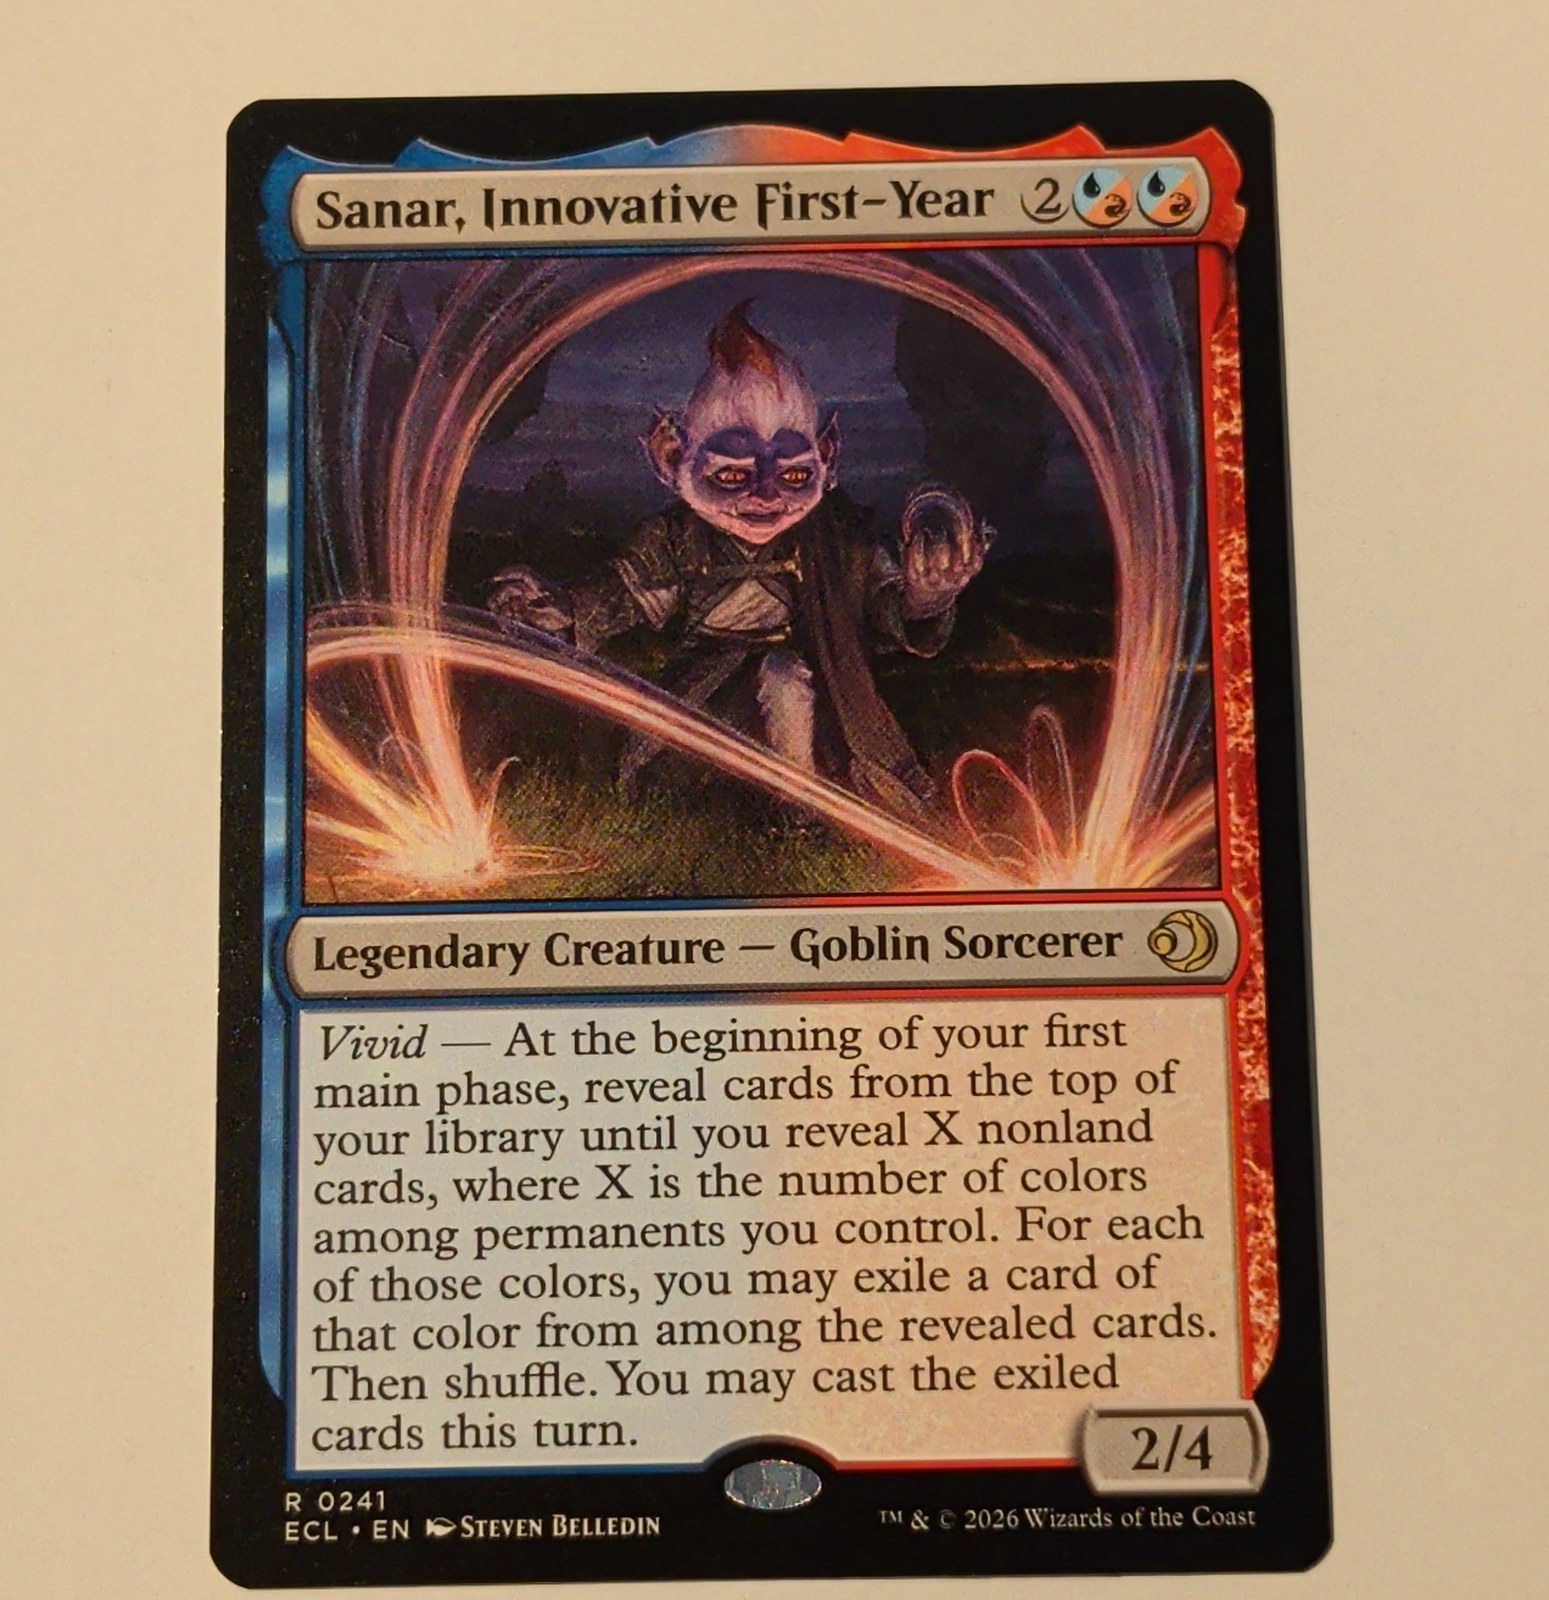 Sanar, Innovative First-Year 2
Legendary Creature — Goblin Sorcerer
Vivid — At the beginning of your first
main phase, reveal cards from the top of
your library until you reveal X nonland
cards, where X is the number of colors
among permanents you control. For each
of those colors, you may exile a card of
that color from among the revealed cards.
Then shuffle. You may cast the exiled
cards this turn.
2/4
R 0241
ECL • EN STEVEN BELLEDIN
™ & © 2026 Wizards of the Coast